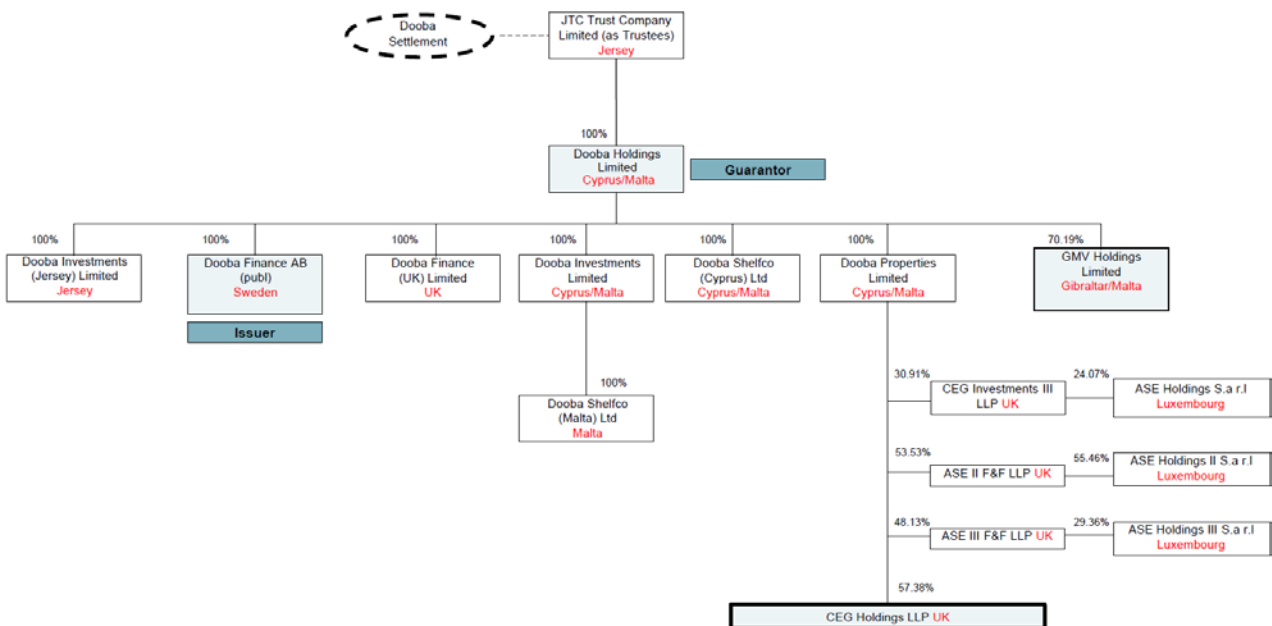 Dooba
Settlement
JTC Trust Company
Limited (as Trustees)
Jersey
100%
Dooba Holdings
Limited
Cyprus/Malta
Guarantor
100%
Dooba Investments
(Jersey) Limited
Jersey
100%
Dooba Finance AB
(publ)
Sweden
Issuer
100%
Dooba Finance
(UK) Limited
UK
100%
Dooba Investments
Limited
Cyprus/Malta
100%
Dooba Shelfco
(Cyprus) Ltd
Cyprus/Malta
100%
Dooba Properties
Limited
Cyprus/Malta
70.19%
GMV Holdings
Limited
Gibraltar/Malta
100%
Dooba Shelfco
(Malta) Ltd
Malta
30.91%
CEG Investments III
LLP UK
24.07%
ASE Holdings S.a r.l
Luxembourg
53.53%
ASE II F&F LLP UK
55.46%
ASE Holdings II S.a r.l
Luxembourg
48.13%
ASE III F&F LLP UK
29.36%
ASE Holdings III S.a r.l
Luxembourg
57.38%
CEG Holdings LLP UK